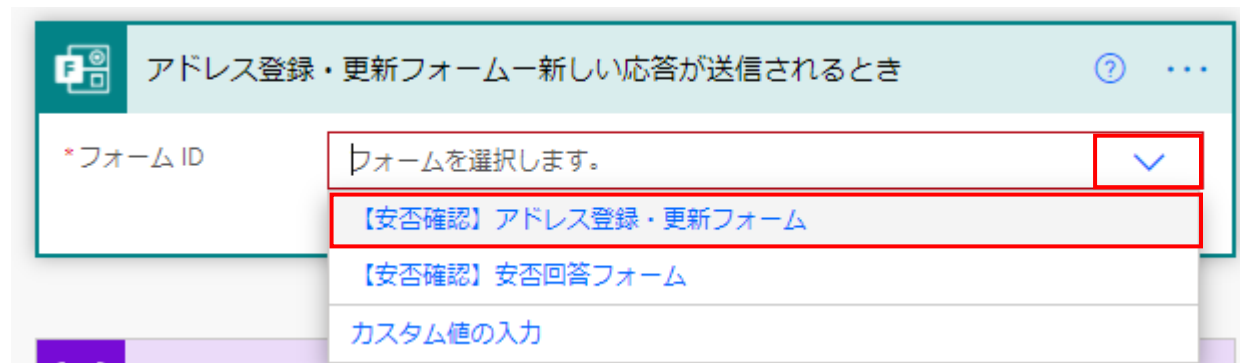 アドレス登録・更新フォームー新しい応答が送信されるとき
*フォーム ID
フォームを選択します。
【安否確認】アドレス登録・更新フォーム
【安否確認】安否回答フォーム
カスタム値の入力